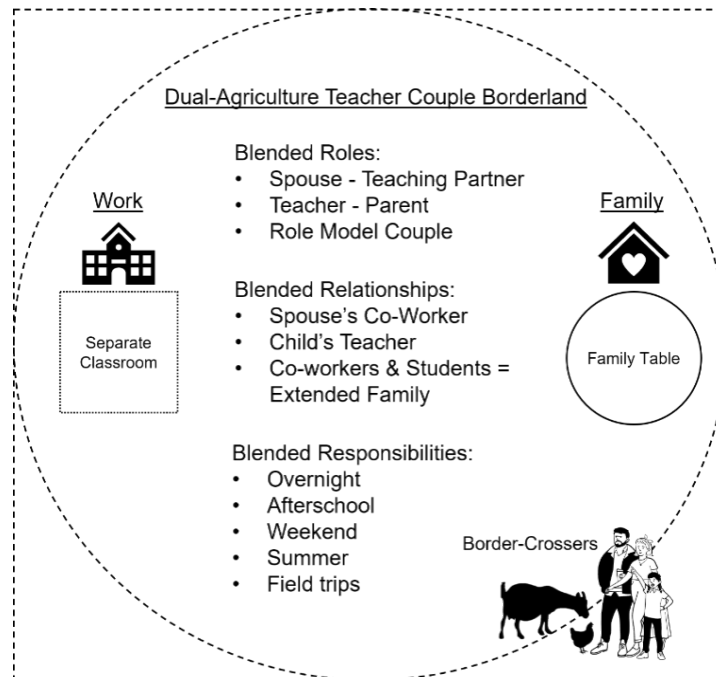 Dual-Agriculture Teacher Couple Borderland
Blended Roles:
• Spouse - Teaching Partner
• Teacher - Parent
• Role Model Couple
Work
Family
Blended Relationships:
• Spouse's Co-Worker
• Child's Teacher
• Co-workers & Students =
Extended Family
Separate
Classroom
Family Table
Blended Responsibilities:
• Overnight
• Afterschool
• Weekend
• Summer
• Field trips
Border-Crossers